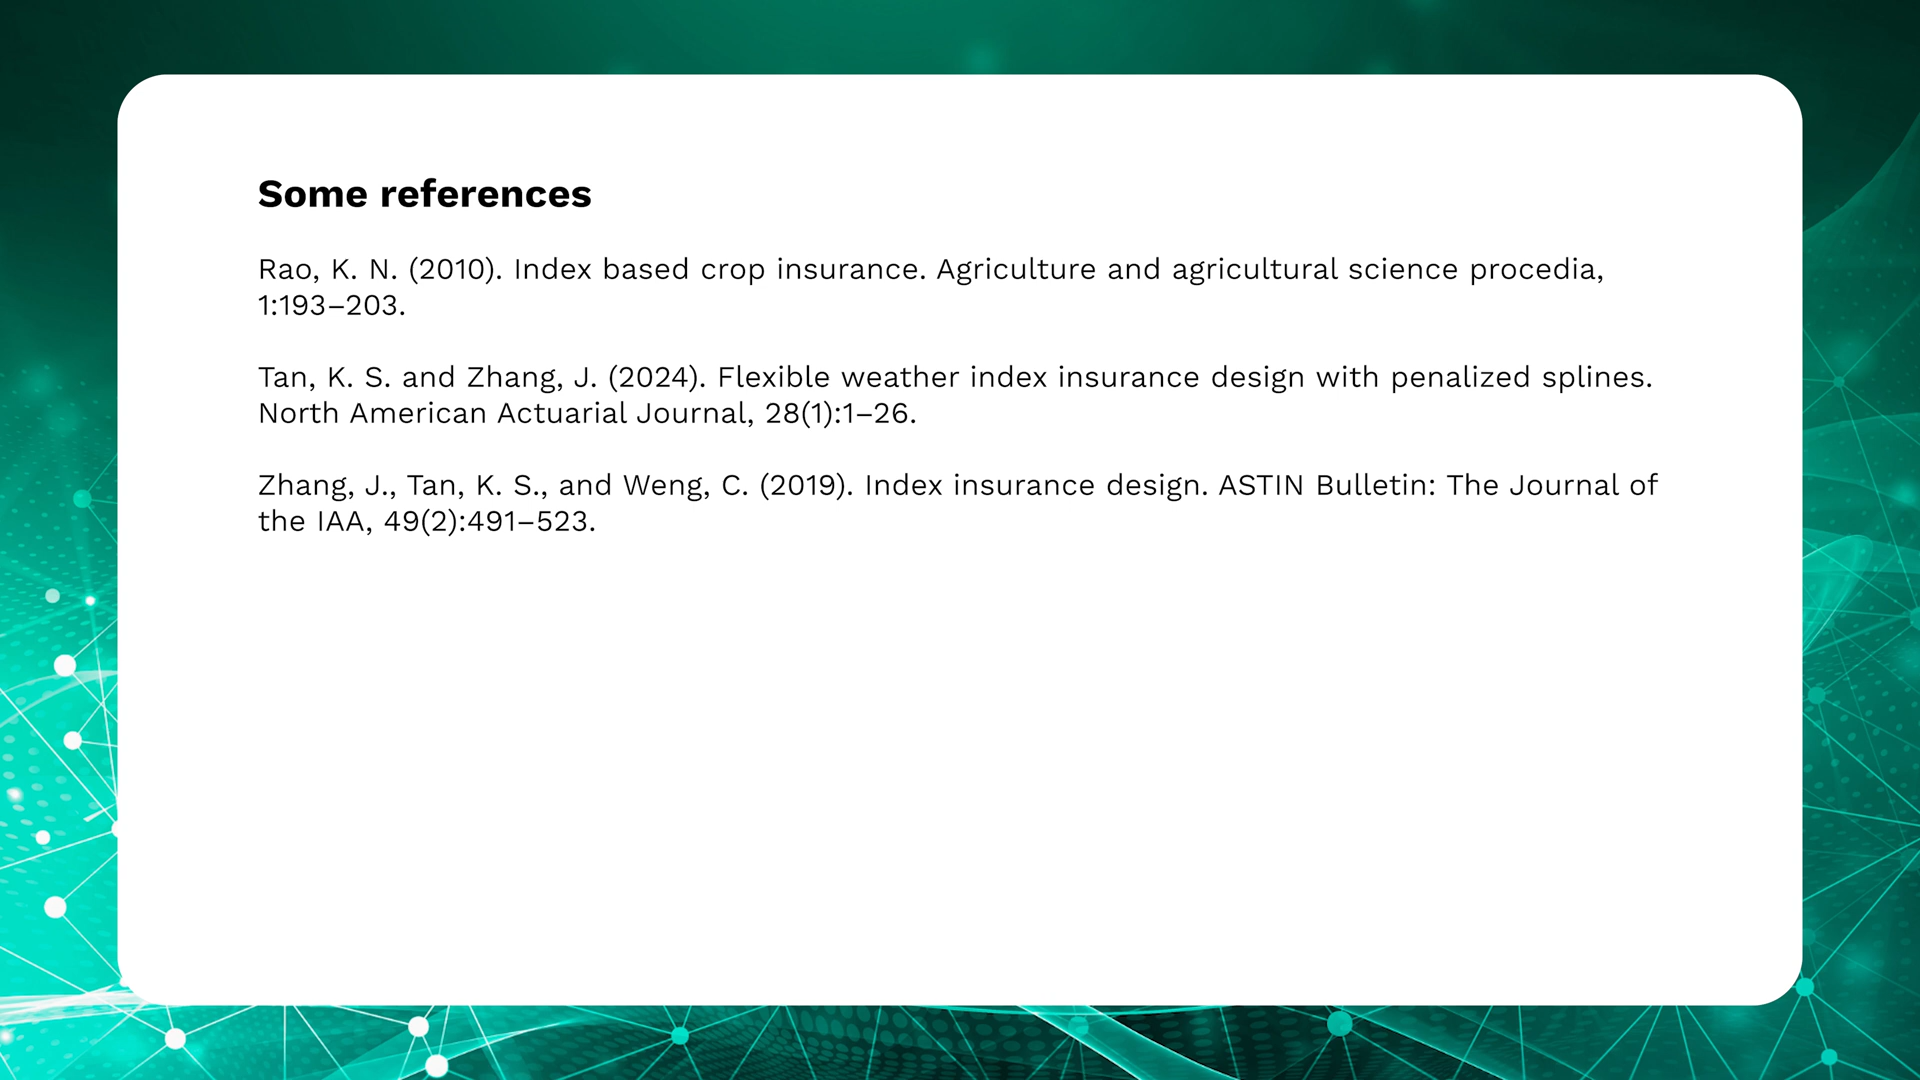 Some references
Rao, K. N. (2010). Index based crop insurance. Agriculture and agricultural science procedia,
1:193–203.
Tan, K. S. and Zhang, J. (2024). Flexible weather index insurance design with penalized splines.
North American Actuarial Journal, 28(1):1–26.
Zhang, J., Tan, K. S., and Weng, C. (2019). Index insurance design. ASTIN Bulletin: The Journal of
the IAA, 49(2):491–523.